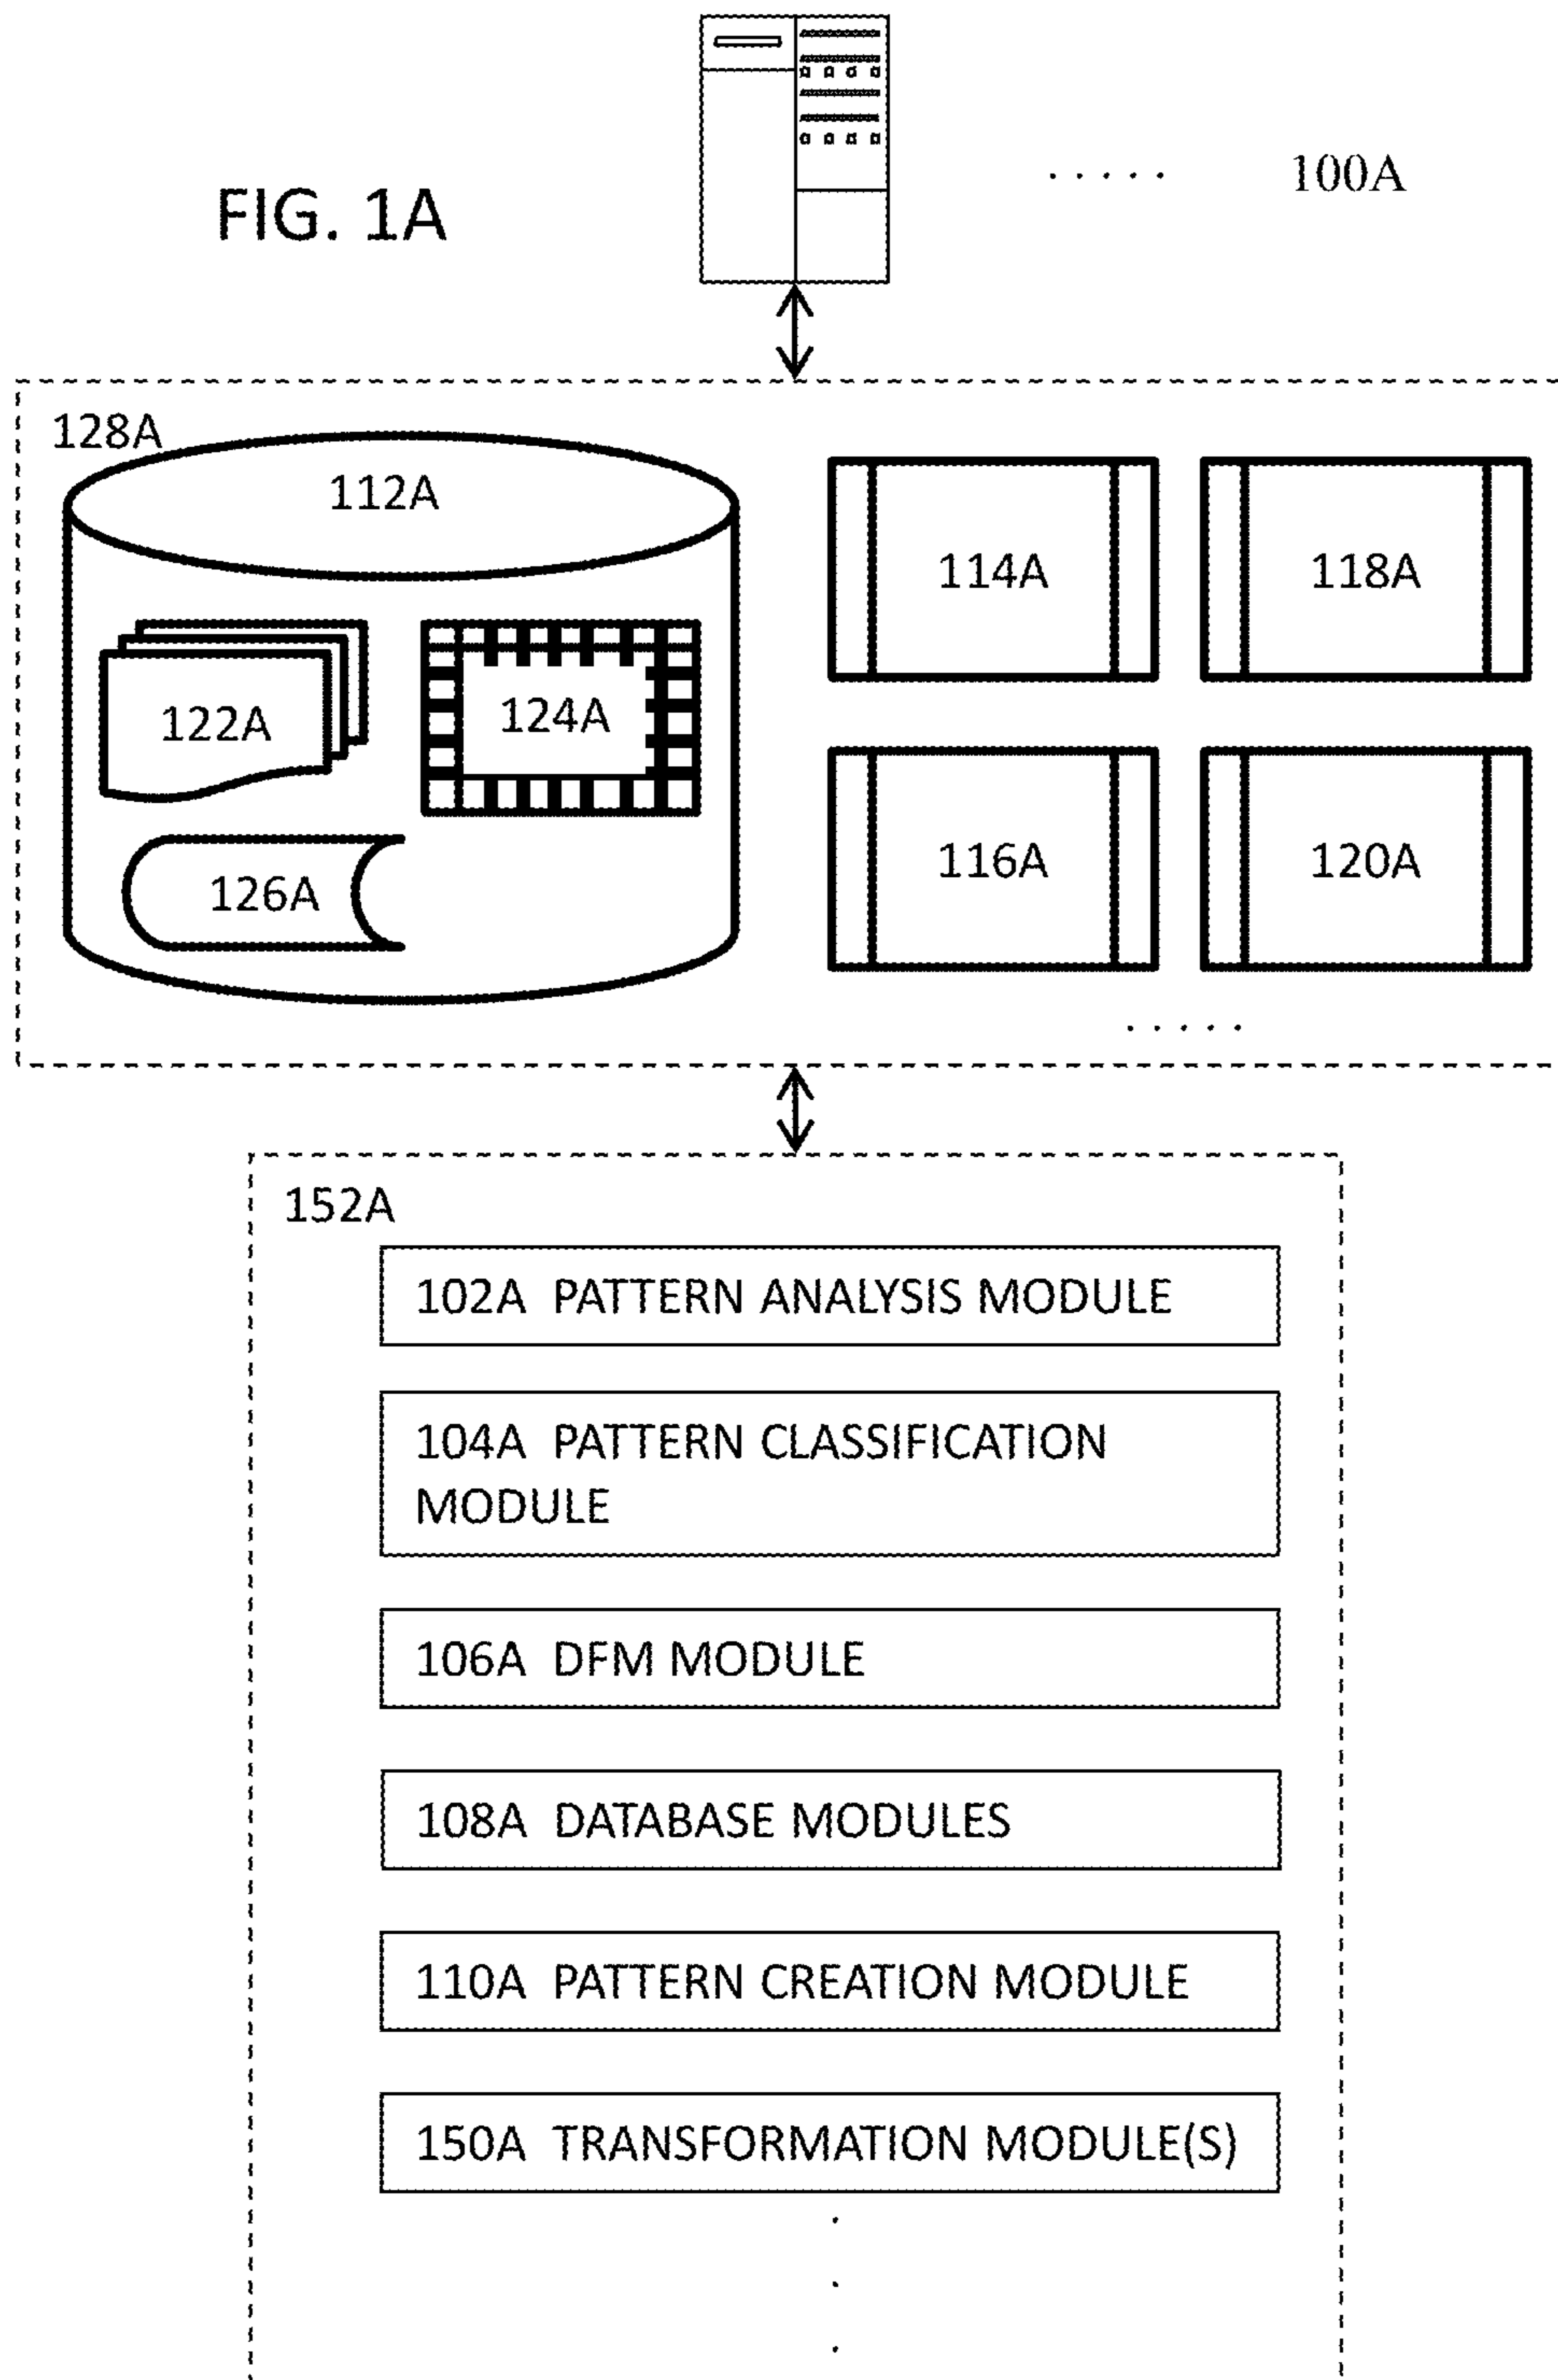 FIG. 1A
..... 100A
128A
112A
114A
118A
122A
124A
116A
120A
126A
.....
152A
102A PATTERN ANALYSIS MODULE
104A PATTERN CLASSIFICATION
MODULE
106A DFM MODULE
108A DATABASE MODULES
110A PATTERN CREATION MODULE
150A TRANSFORMATION MODULE(S)